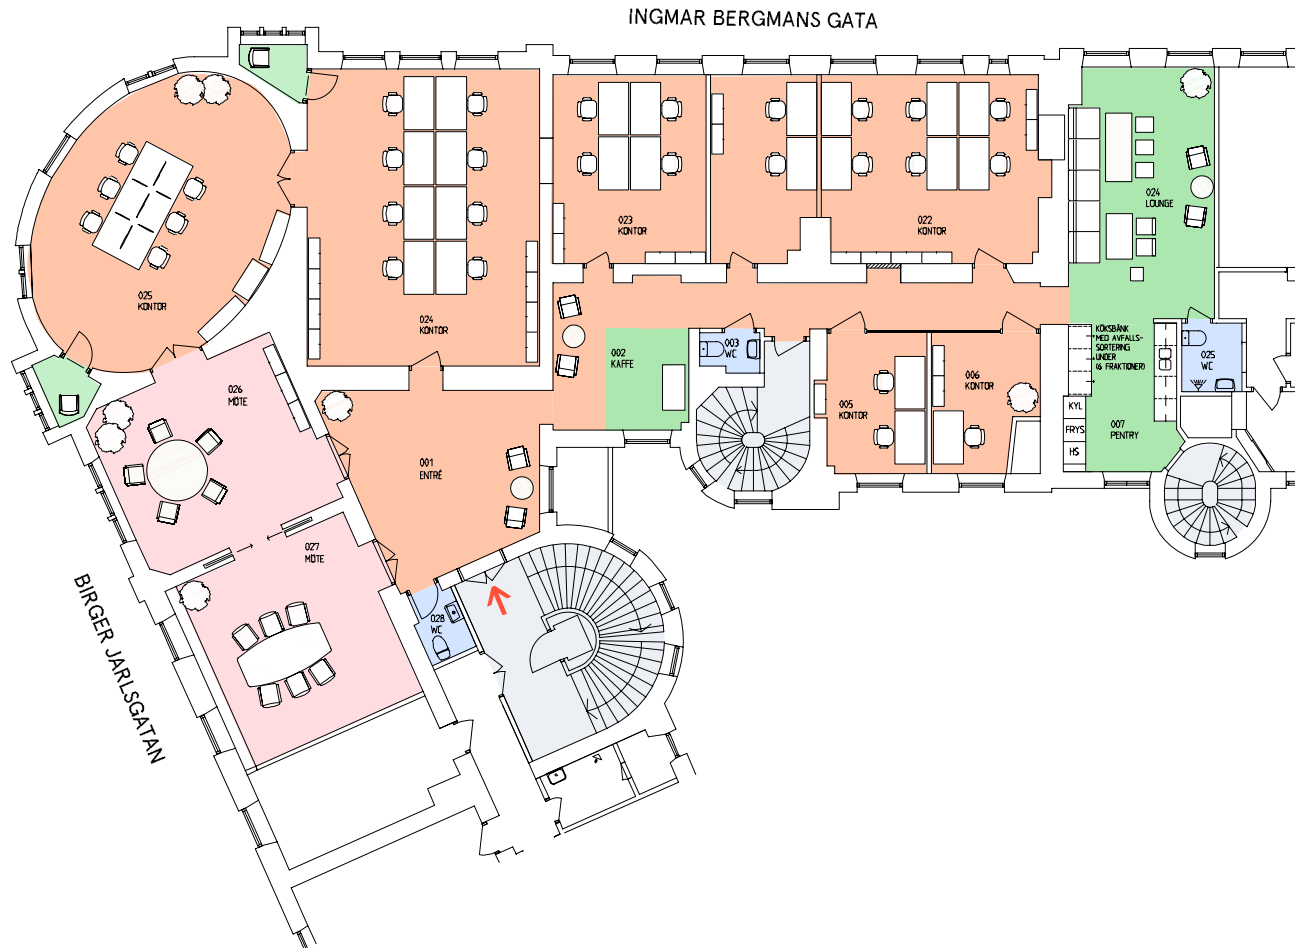 INGMAR BERGMANS GATA
025
KONTOR
024
KONTOR
023
KONTOR
022
KONTOR
024
LOUNGE
026
MÖTE
002
KAFFE
003
WC
005
KONTOR
006
KONTOR
KÖKSBÄNK
MED AVFALLS-
SORTERING
UNDER
(6 FRAKTIONER)
025
WC
KYL
FRYS
HS
007
PENTRY
001
ENTRÉ
027
MÖTE
028
WC
BIRGER JARLSGATAN